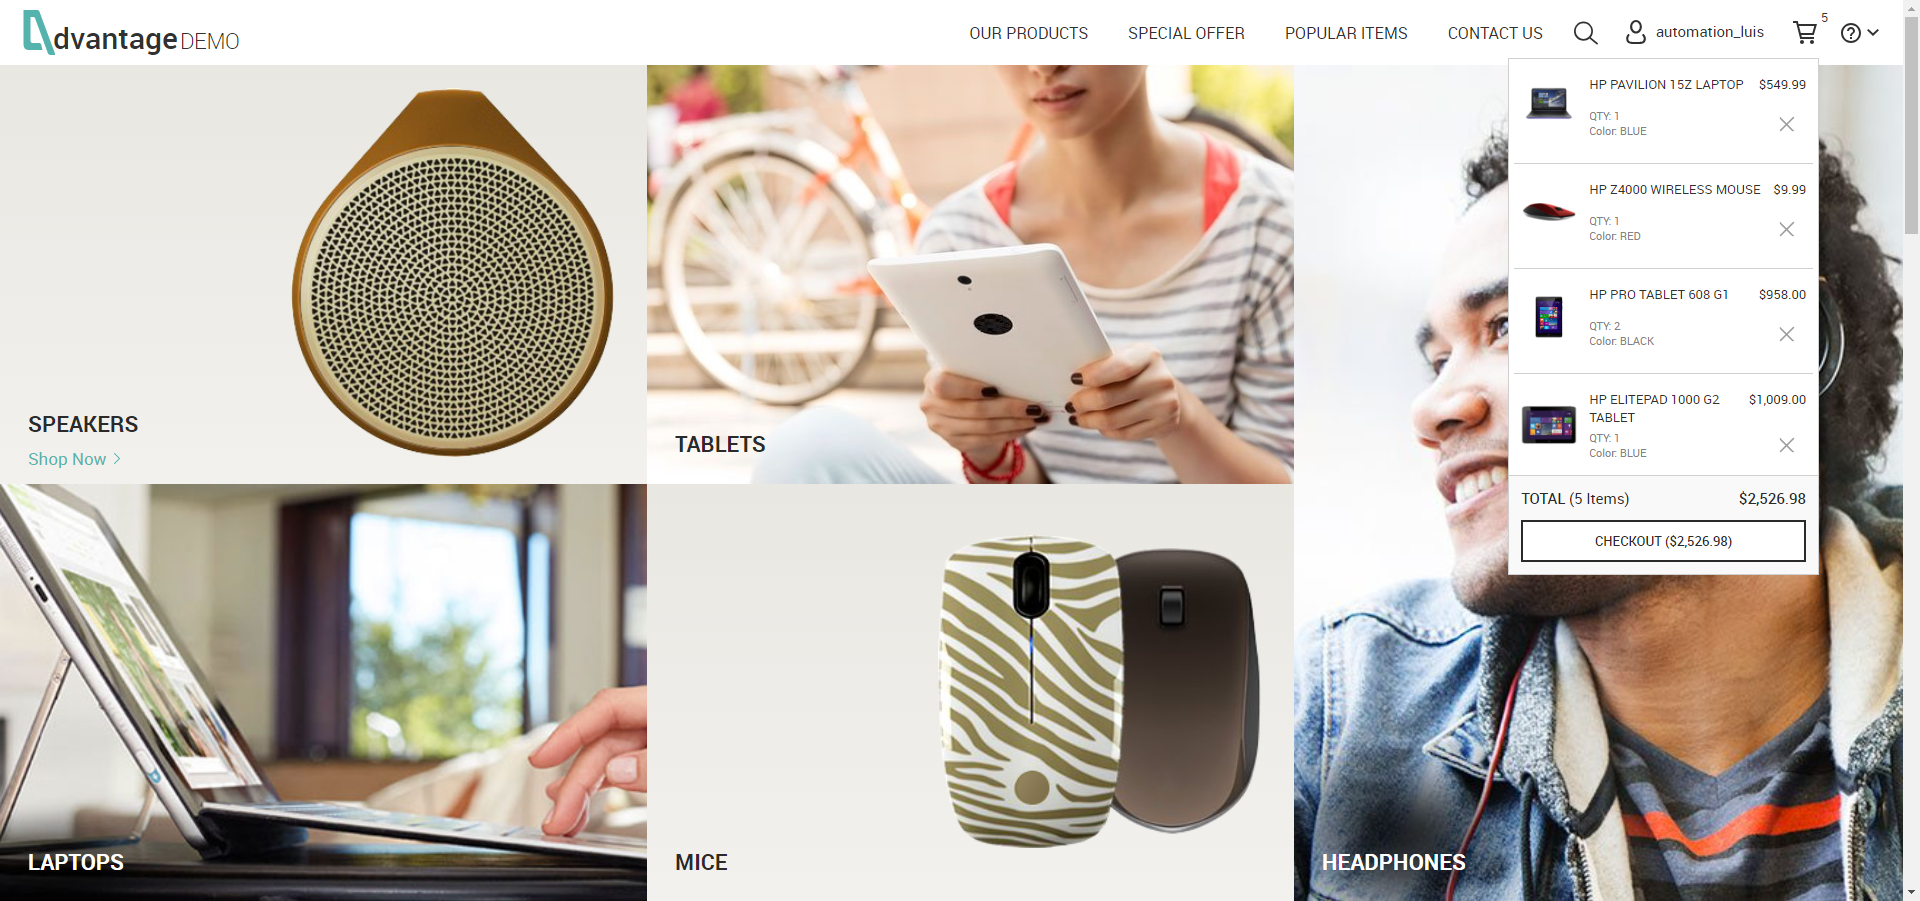 dvantage DEMO
OUR PRODUCTS SPECIAL OFFER POPULAR ITEMS CONTACT US automation_luis 5
HP PAVILION 15Z LAPTOP $549.99
QTY: 1
Color: BLUE
HP Z4000 WIRELESS MOUSE $9.99
QTY: 1
Color: RED
HP PRO TABLET 608 G1 $958.00
QTY: 2
Color: BLACK
HP ELITEPAD 1000 G2 $1,009.00
TABLET
QTY: 1
Color: BLUE
TOTAL (5 Items) $2,526.98
CHECKOUT ($2,526.98)
SPEAKERS
Shop Now
TABLETS
LAPTOPS
MICE
HEADPHONES